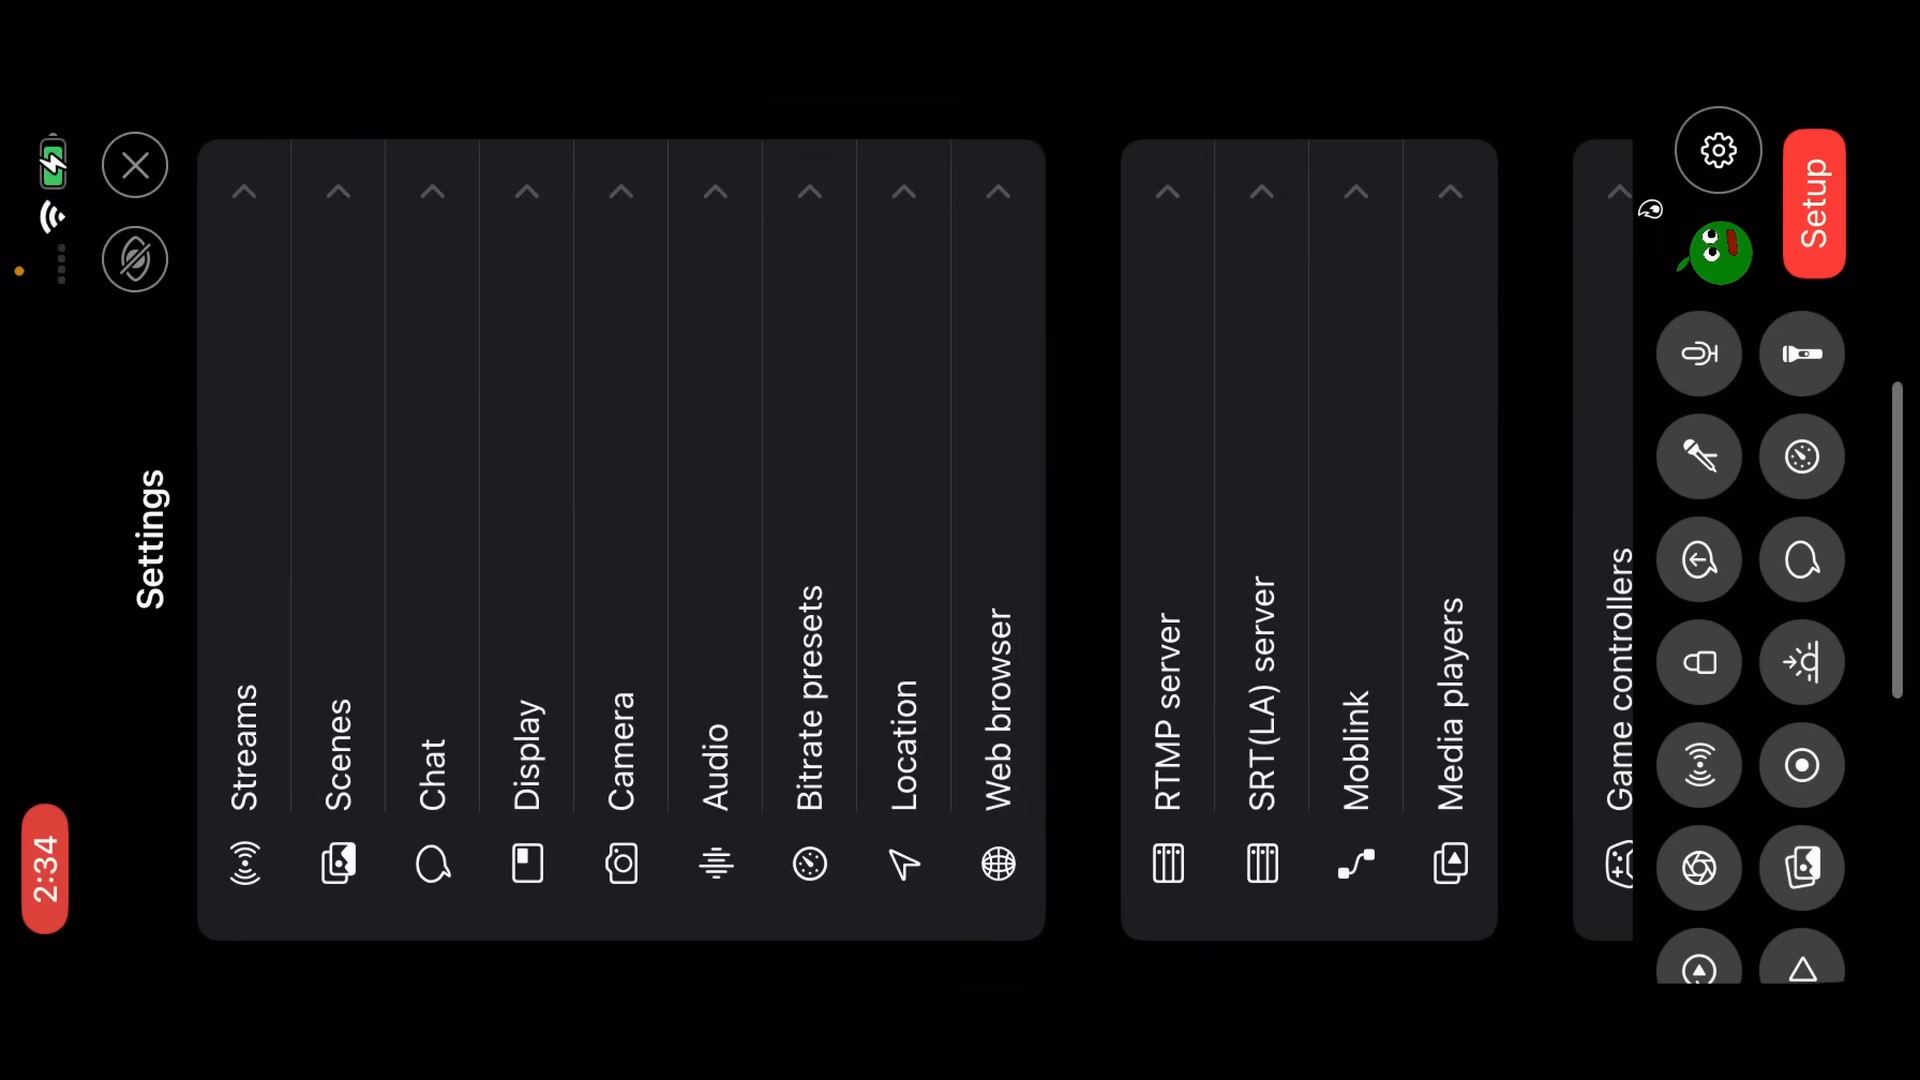 2:34
Settings
Streams
Scenes
Chat
Display
Camera
Audio
Bitrate presets
Location
Web browser
RTMP server
SRT(LA) server
Moblink
Media players
Game controllers
Setup